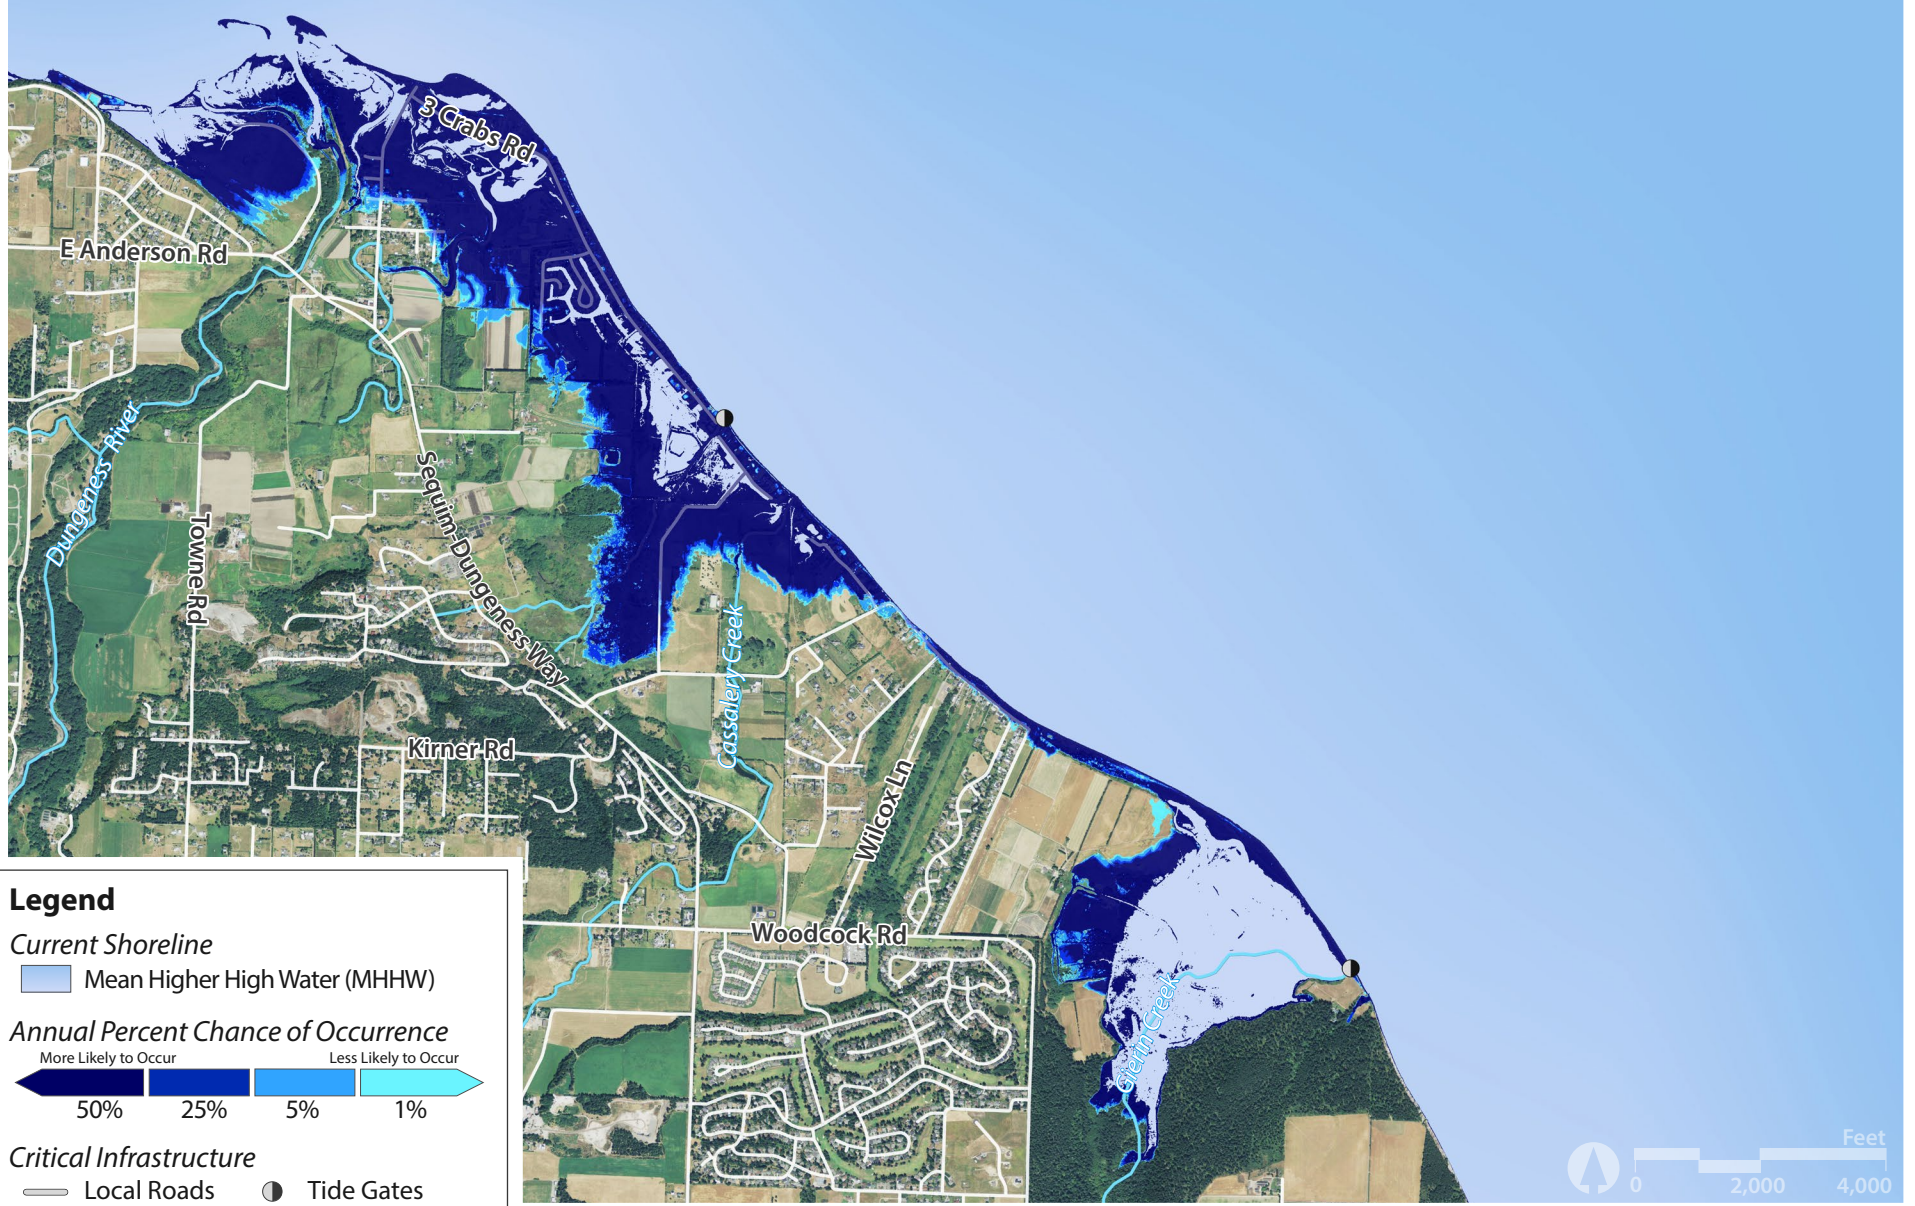 3 Crabs Rd
E Anderson Rd
Dungeness River
Towne Rd
Sequim-Dungeness Way
Cassalery Creek
Kirner Rd
Wilcox Ln
Woodcock Rd
Gierin Creek
Legend
Current Shoreline
Mean Higher High Water (MHHW)
Annual Percent Chance of Occurrence
More Likely to Occur
Less Likely to Occur
50%
25%
5%
1%
Critical Infrastructure
Local Roads
Tide Gates
Feet
0
2,000
4,000